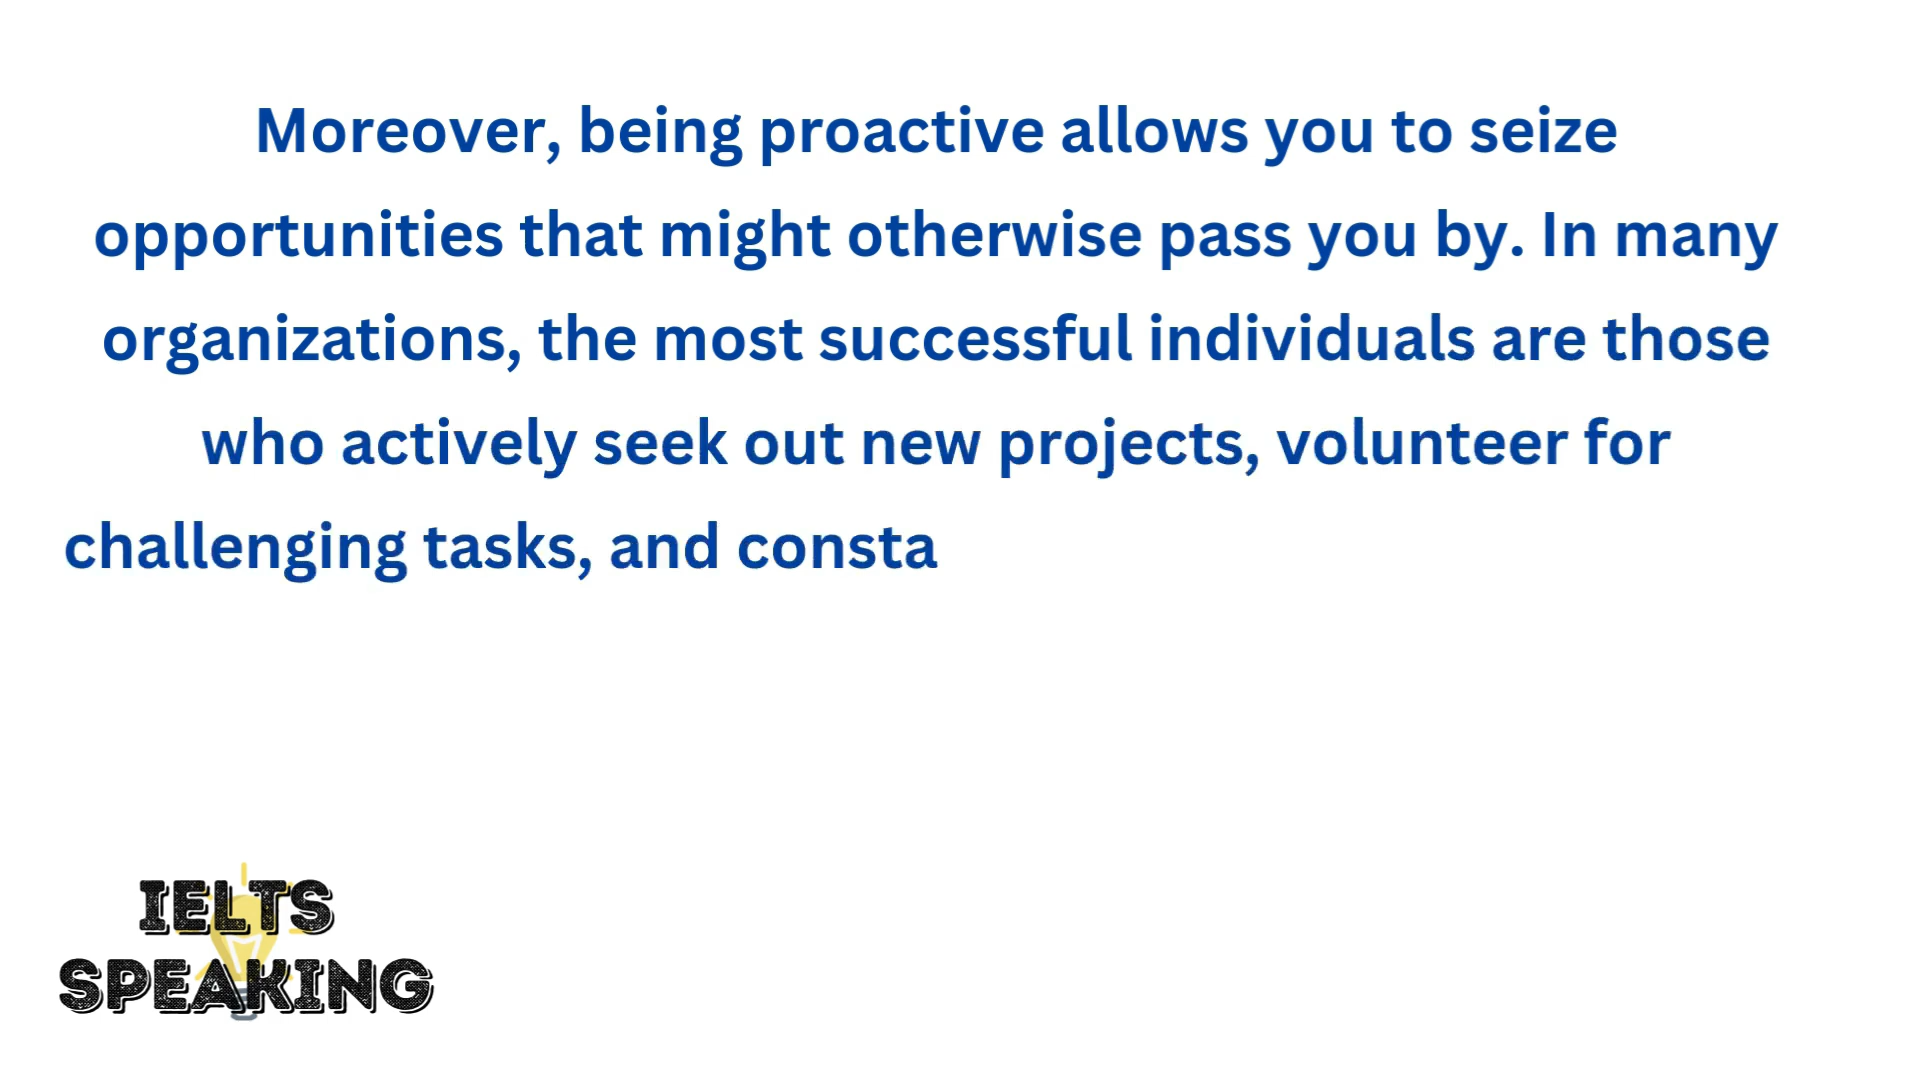 Moreover, being proactive allows you to seize
opportunities that might otherwise pass you by. In many
organizations, the most successful individuals are those
who actively seek out new projects, volunteer for
challenging tasks, and consta
IELTS
SPEAKING